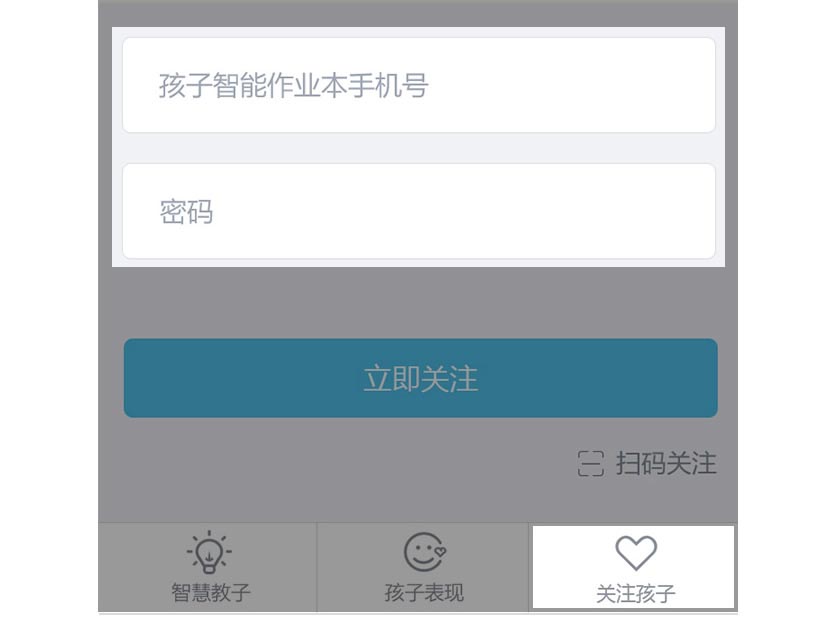 孩子智能作业本手机号
密码
立即关注
扫码关注
智慧教子
孩子表现
关注孩子